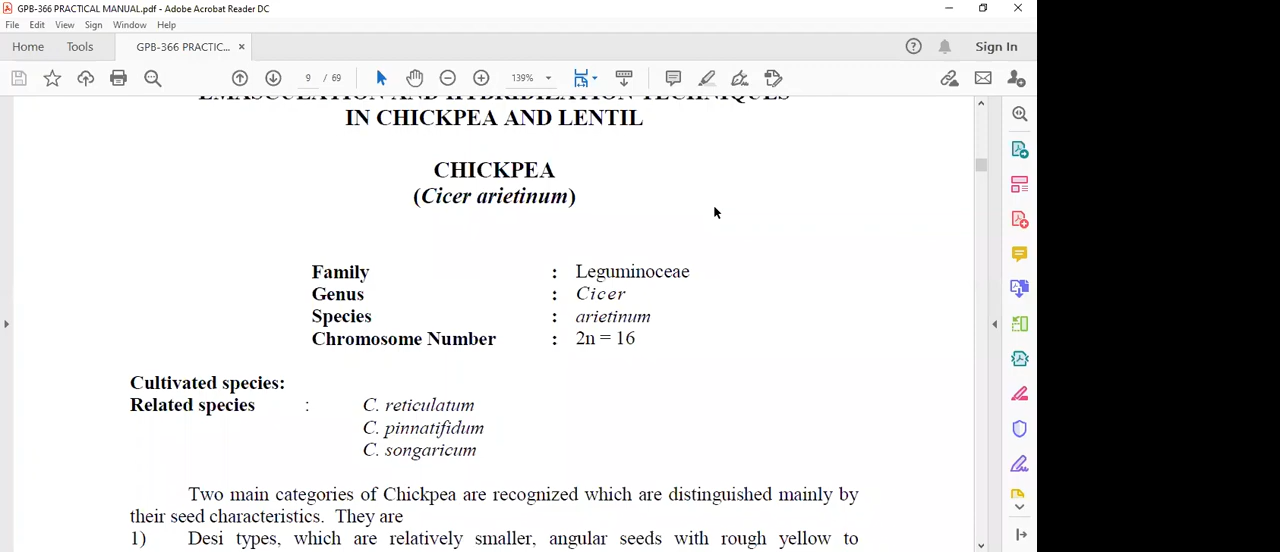 GPB-366 PRACTICAL MANUAL.pdf - Adobe Acrobat Reader DC
File Edit View Sign Window Help
Home Tools GPB-366 PRACTIC... Sign In
9 / 69 139%
EMASCULATION AND HYBRIDIZATION TECHNIQUES
IN CHICKPEA AND LENTIL
CHICKPEA
(Cicer arietinum)
Family : Leguminoceae
Genus : Cicer
Species : arietinum
Chromosome Number : 2n = 16
Cultivated species:
Related species : C. reticulatum
C. pinnatifidum
C. songaricum
Two main categories of Chickpea are recognized which are distinguished mainly by
their seed characteristics. They are
1) Desi types, which are relatively smaller, angular seeds with rough yellow to